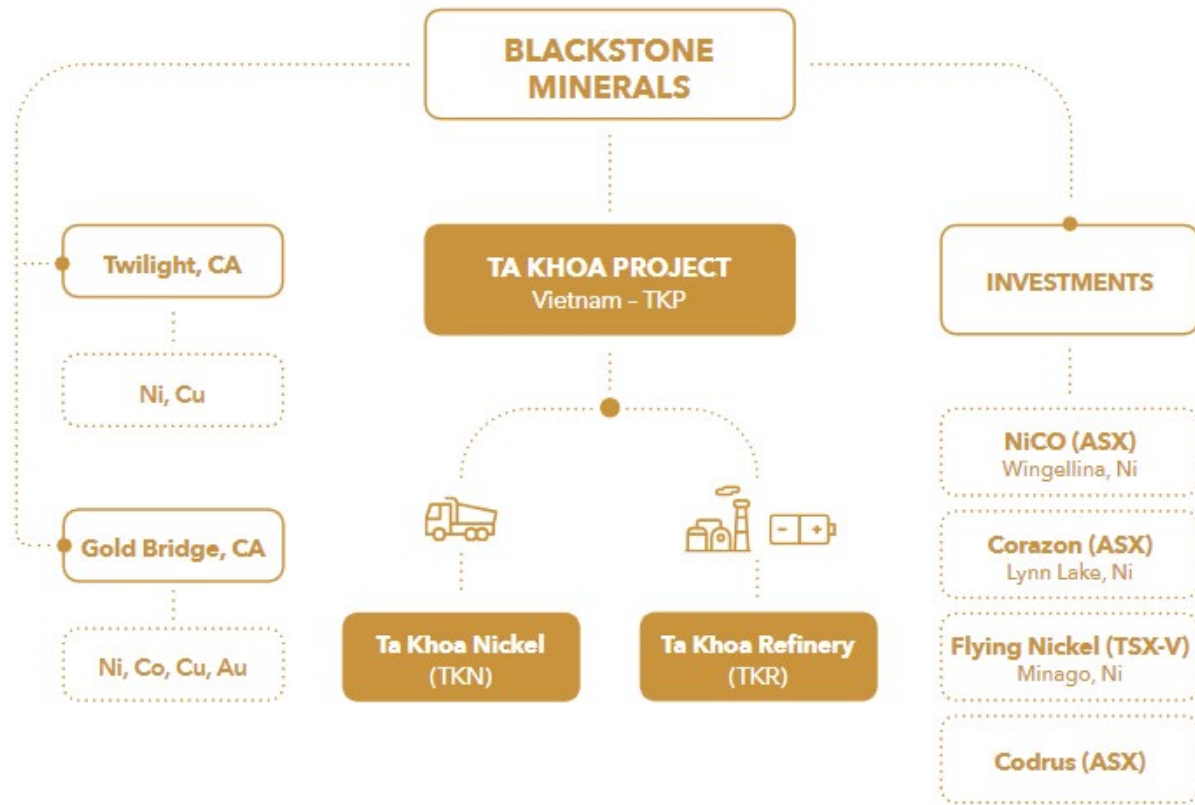 BLACKSTONE
MINERALS
Twilight, CA
Ni, Cu
Gold Bridge, CA
Ni, Co, Cu, Au
TA KHOA PROJECT
Vietnam – TKP
Ta Khoa Nickel
(TKN)
Ta Khoa Refinery
(TKR)
INVESTMENTS
NiCO (ASX)
Wingellina, Ni
Corazon (ASX)
Lynn Lake, Ni
Flying Nickel (TSX-V)
Minago, Ni
Codrus (ASX)